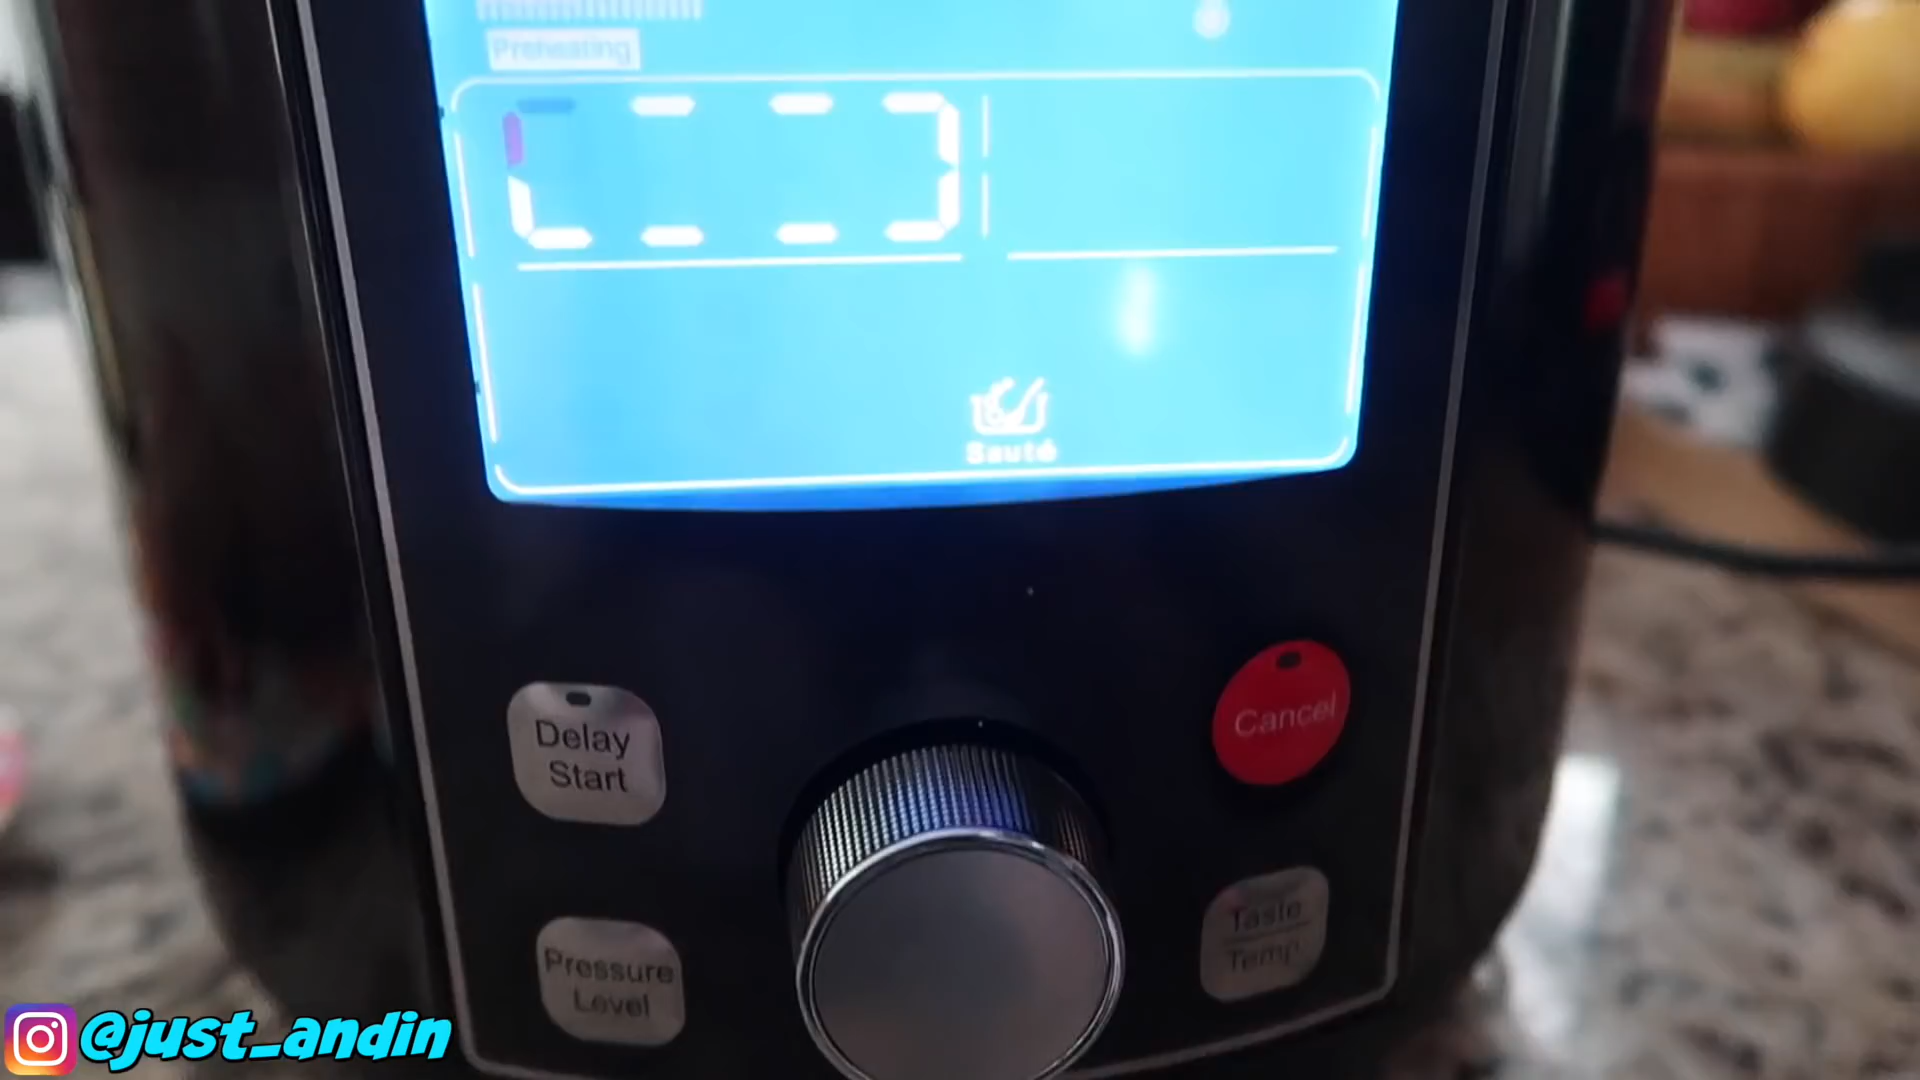 Preheating
Sauté
Delay
Start
Cancel
Taste
Temp
Pressure
Level
@just_andin